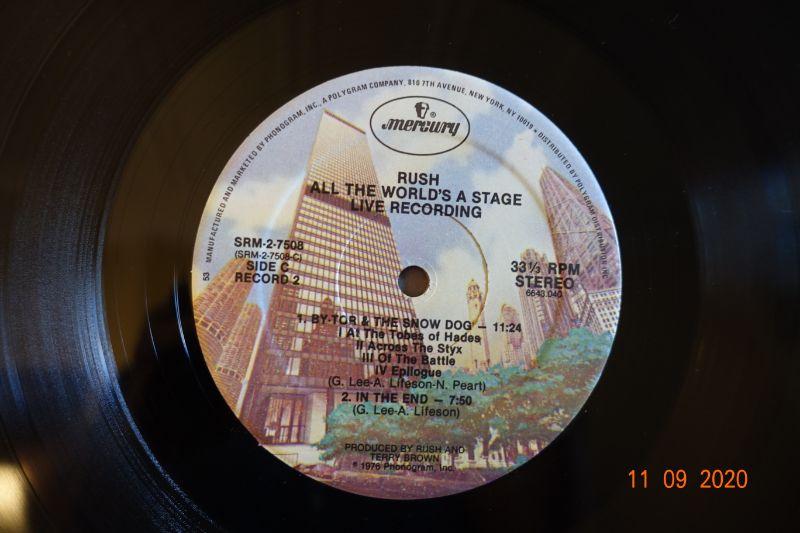 MANUFACTURED AND MARKETED BY PHONOGRAM, INC., A POLYGRAM COMPANY, 810 7TH AVENUE, NEW YORK, NY 10019 • DISTRIBUTED BY POLYGRAM DISTRIBUTION, INC.
53
®
mercury
RUSH
ALL THE WORLD'S A STAGE
LIVE RECORDING
SRM-2-7508
(SRM-2-7508-C)
SIDE C
RECORD 2
33⅓ RPM
STEREO
6643.040
1. BY-TOR & THE SNOW DOG — 11:24
I At The Tobes of Hades
II Across The Styx
III Of The Battle
IV Epilogue
(G. Lee-A. Lifeson-N. Peart)
2. IN THE END — 7:50
(G. Lee-A. Lifeson)
PRODUCED BY RUSH AND
TERRY BROWN
℗ 1976 Phonogram, Inc.
11 09 2020